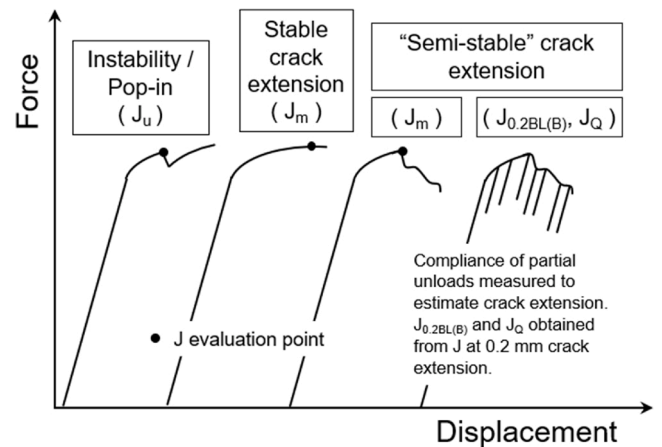 Force
Instability /
Pop-in
( Jᵤ )
Stable
crack
extension
( Jₘ )
“Semi-stable” crack
extension
( Jₘ )
( J₀.₂BL(B), J_Q )
Compliance of partial
unloads measured to
estimate crack extension.
J₀.₂BL(B) and J_Q obtained
from J at 0.2 mm crack
extension.
J evaluation point
Displacement